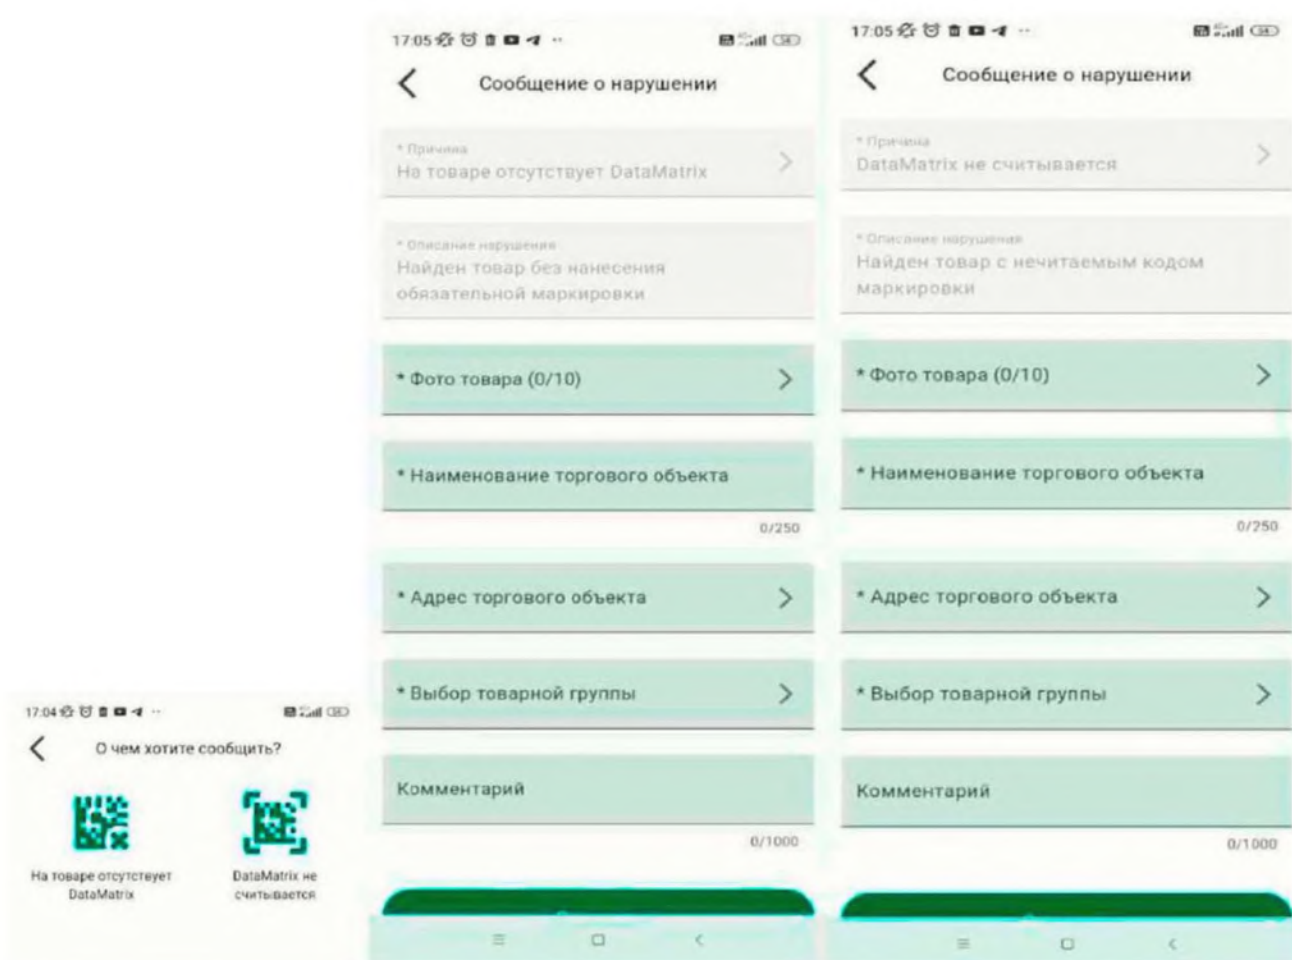 17:04
О чем хотите сообщить?
На товаре отсутствует
DataMatrix
DataMatrix не
считывается
17:05
Сообщение о нарушении
* Причина
На товаре отсутствует DataMatrix
* Описание нарушения
Найден товар без нанесения
обязательной маркировки
* Фото товара (0/10)
* Наименование торгового объекта
0/250
* Адрес торгового объекта
* Выбор товарной группы
Комментарий
0/1000
17:05
Сообщение о нарушении
* Причина
DataMatrix не считывается
* Описание нарушения
Найден товар с нечитаемым кодом
маркировки
* Фото товара (0/10)
* Наименование торгового объекта
0/250
* Адрес торгового объекта
* Выбор товарной группы
Комментарий
0/1000